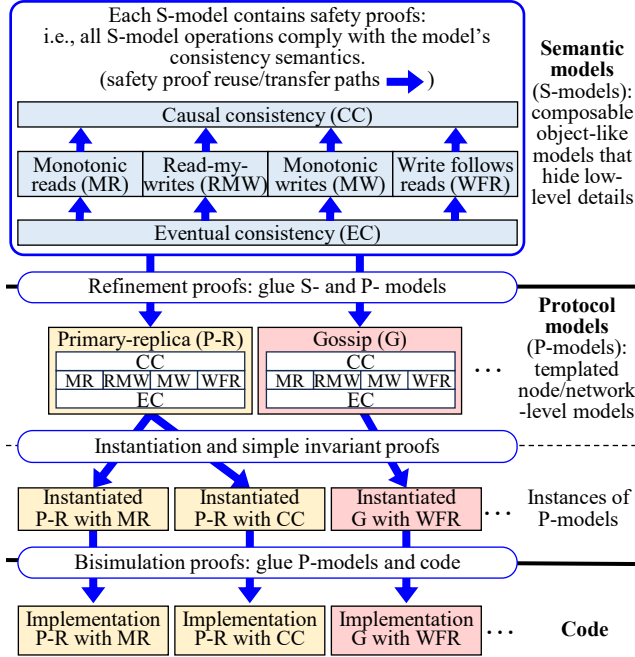 Each S-model contains safety proofs:
i.e., all S-model operations comply with the model's
consistency semantics.
(safety proof reuse/transfer paths )
Causal consistency (CC)
Monotonic
reads (MR)
Read-my-
writes (RMW)
Monotonic
writes (MW)
Write follows
reads (WFR)
Eventual consistency (EC)
Semantic
models
(S-models):
composable
object-like
models that
hide low-
level details
Refinement proofs: glue S- and P- models
Primary-replica (P-R)
CC
MR RMW MW WFR
EC
Gossip (G)
CC
MR RMW MW WFR
EC
...
Protocol
models
(P-models):
templated
node/network
-level models
Instantiation and simple invariant proofs
Instantiated
P-R with MR
Instantiated
P-R with CC
Instantiated
G with WFR
...
Instances of
P-models
Bisimulation proofs: glue P-models and code
Implementation
P-R with MR
Implementation
P-R with CC
Implementation
G with WFR
...
Code